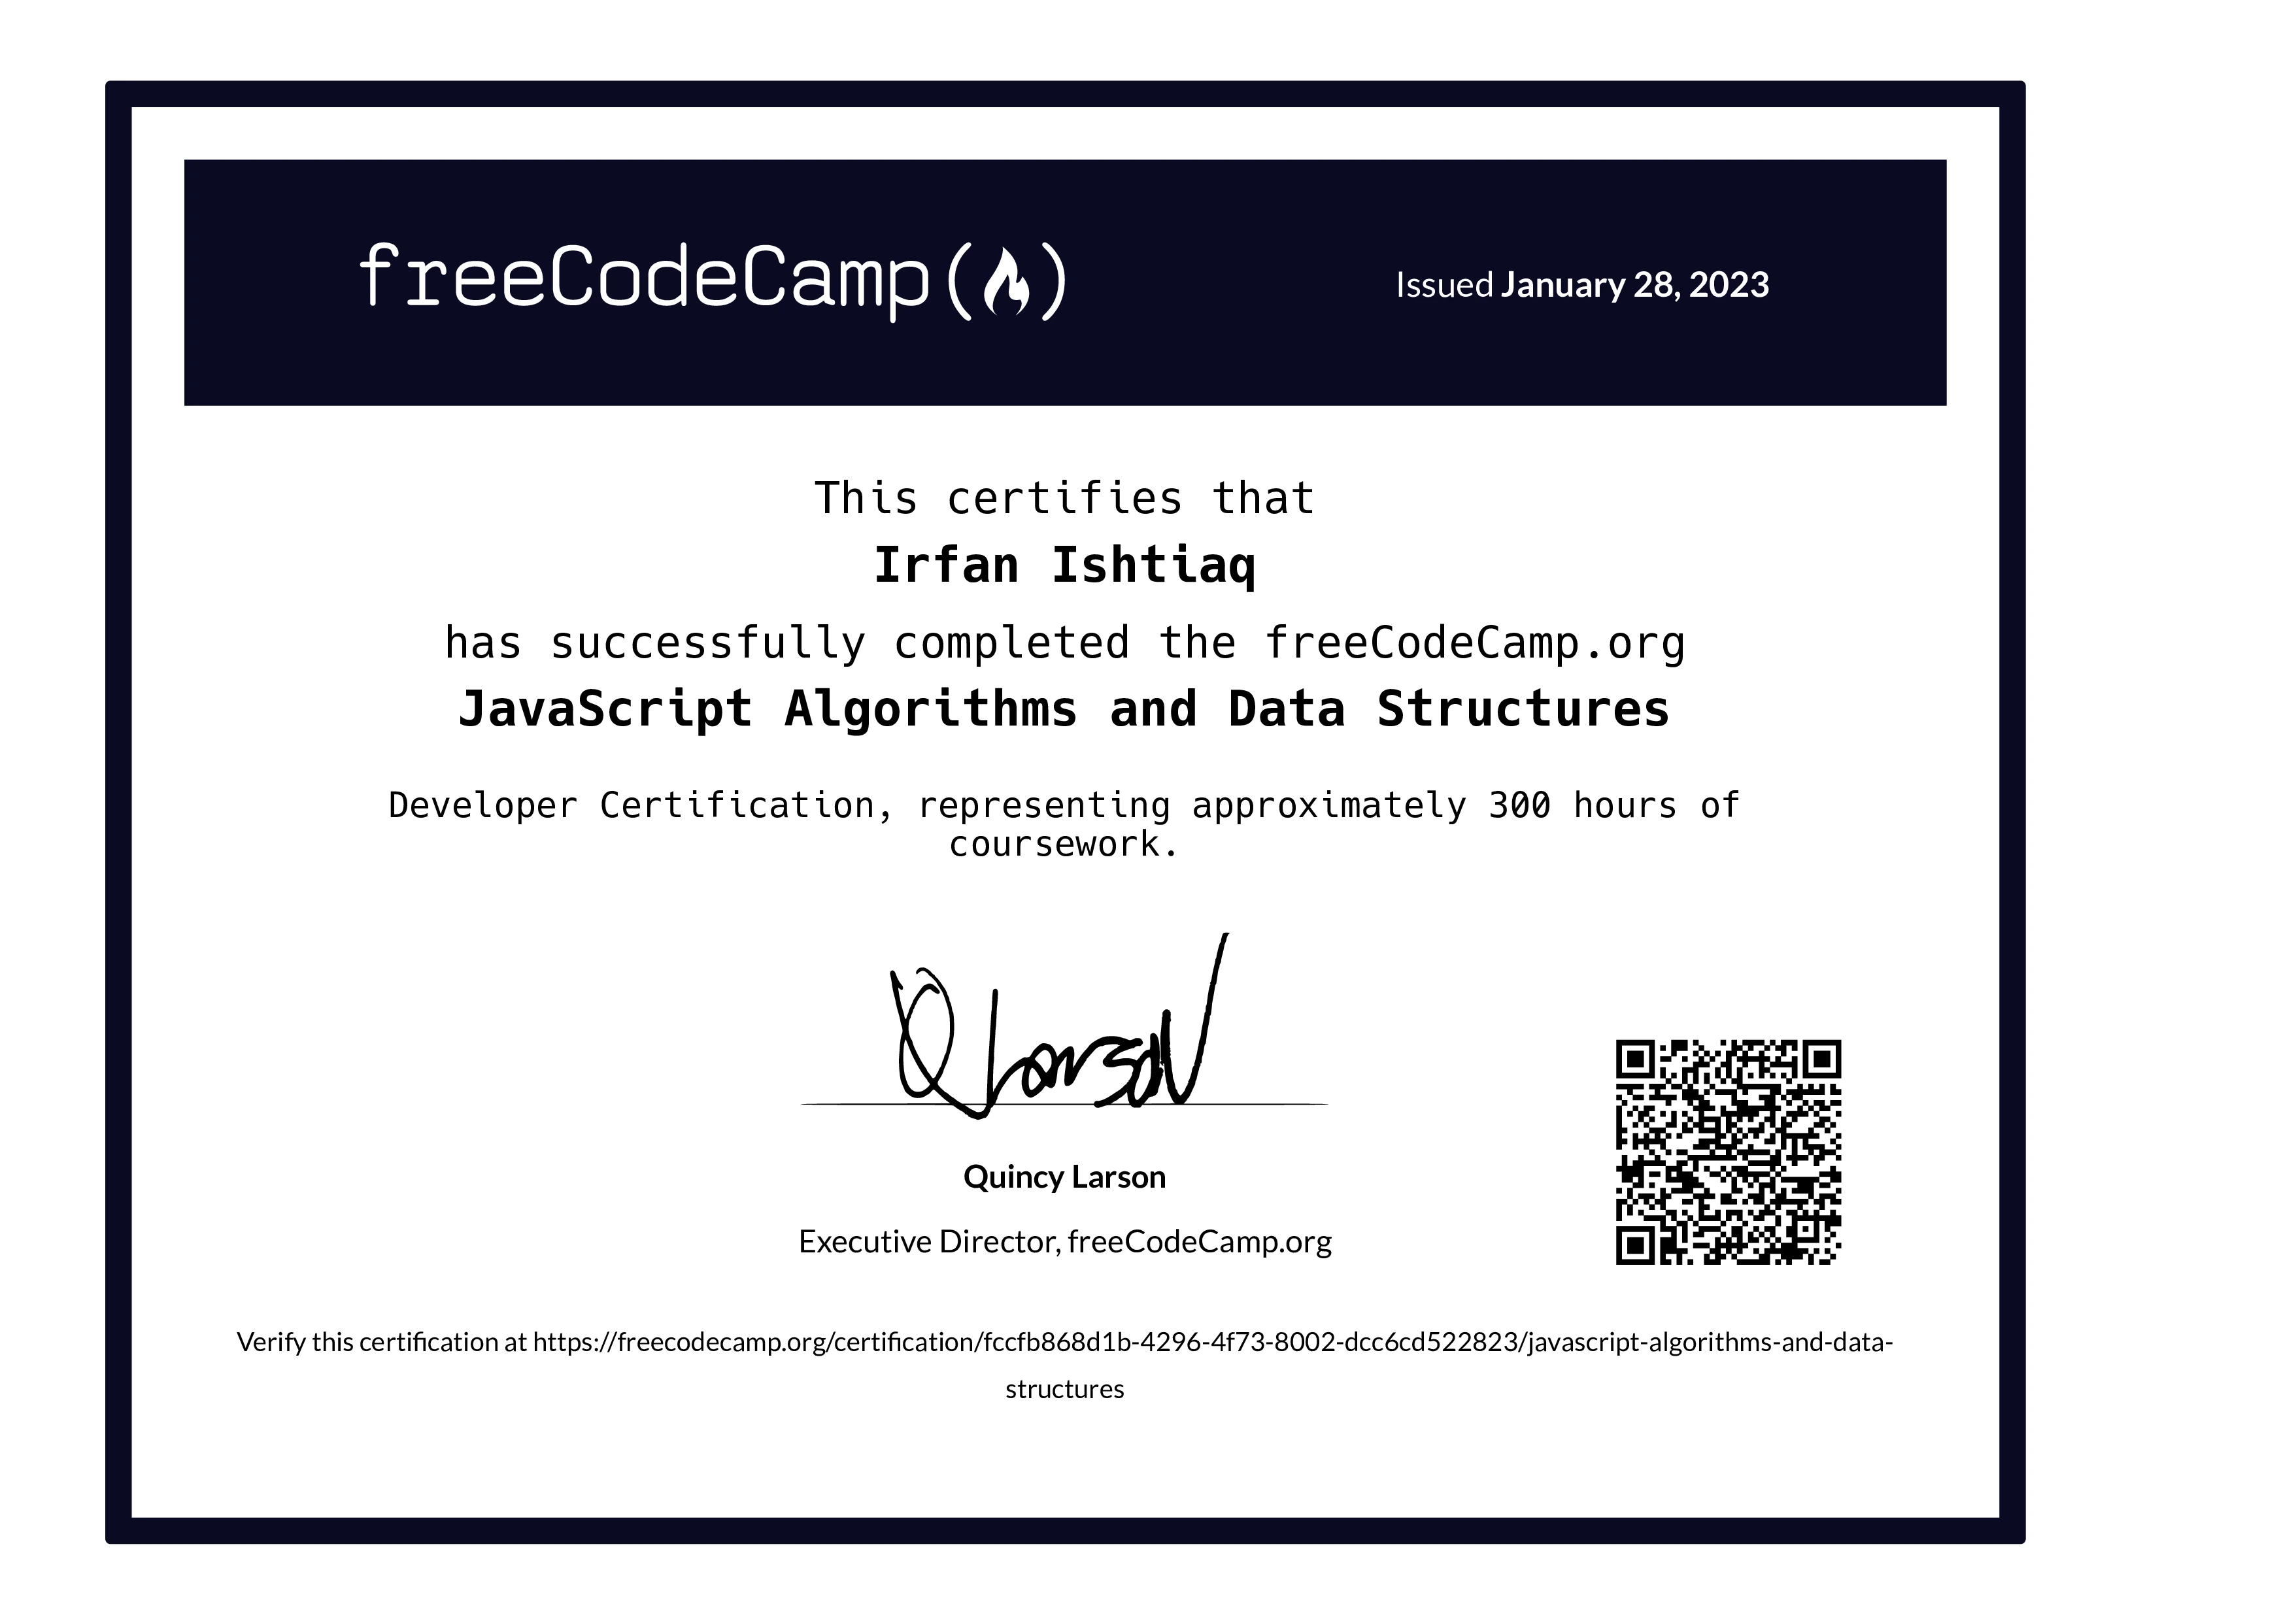 freeCodeCamp(🔥)
Issued January 28, 2023
This certifies that
Irfan Ishtiaq
has successfully completed the freeCodeCamp.org
JavaScript Algorithms and Data Structures
Developer Certification, representing approximately 300 hours of
coursework.
QLarson
Quincy Larson
Executive Director, freeCodeCamp.org
Verify this certification at https://freecodecamp.org/certification/fccfb868d1b-4296-4f73-8002-dcc6cd522823/javascript-algorithms-and-data-
structures